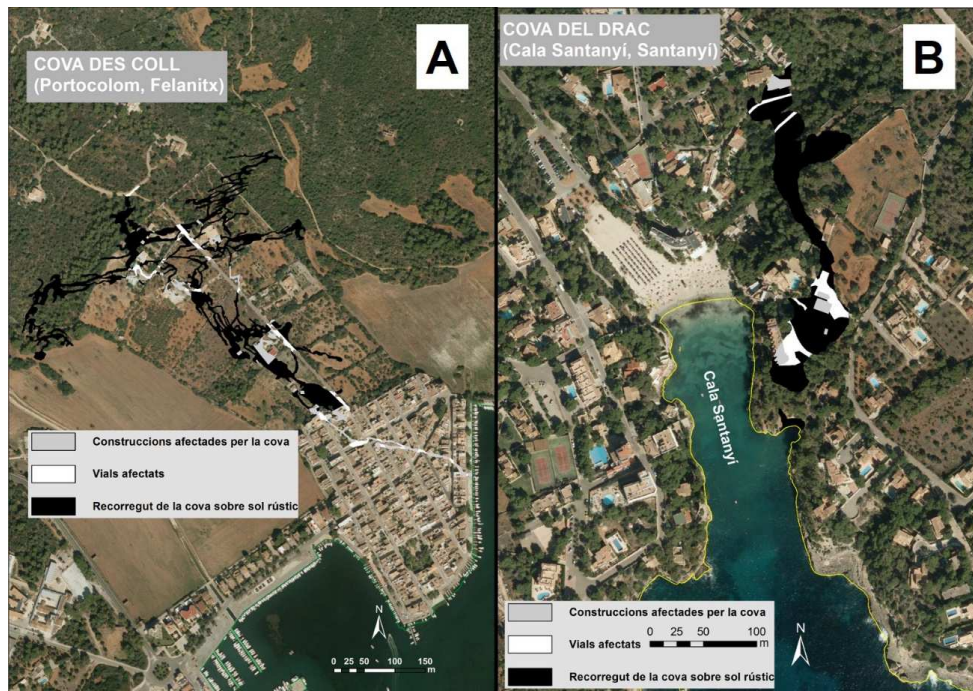 COVA DES COLL
(Portocolom, Felanitx)
A
Construccions afectades per la cova
Vials afectats
Recorregut de la cova sobre sol rústic
N
0 25 50 100 150
m
COVA DEL DRAC
(Cala Santanyí, Santanyí)
B
Cala Santanyí
Construccions afectades per la cova
Vials afectats
Recorregut de la cova sobre sol rústic
0 25 50 100
m
N